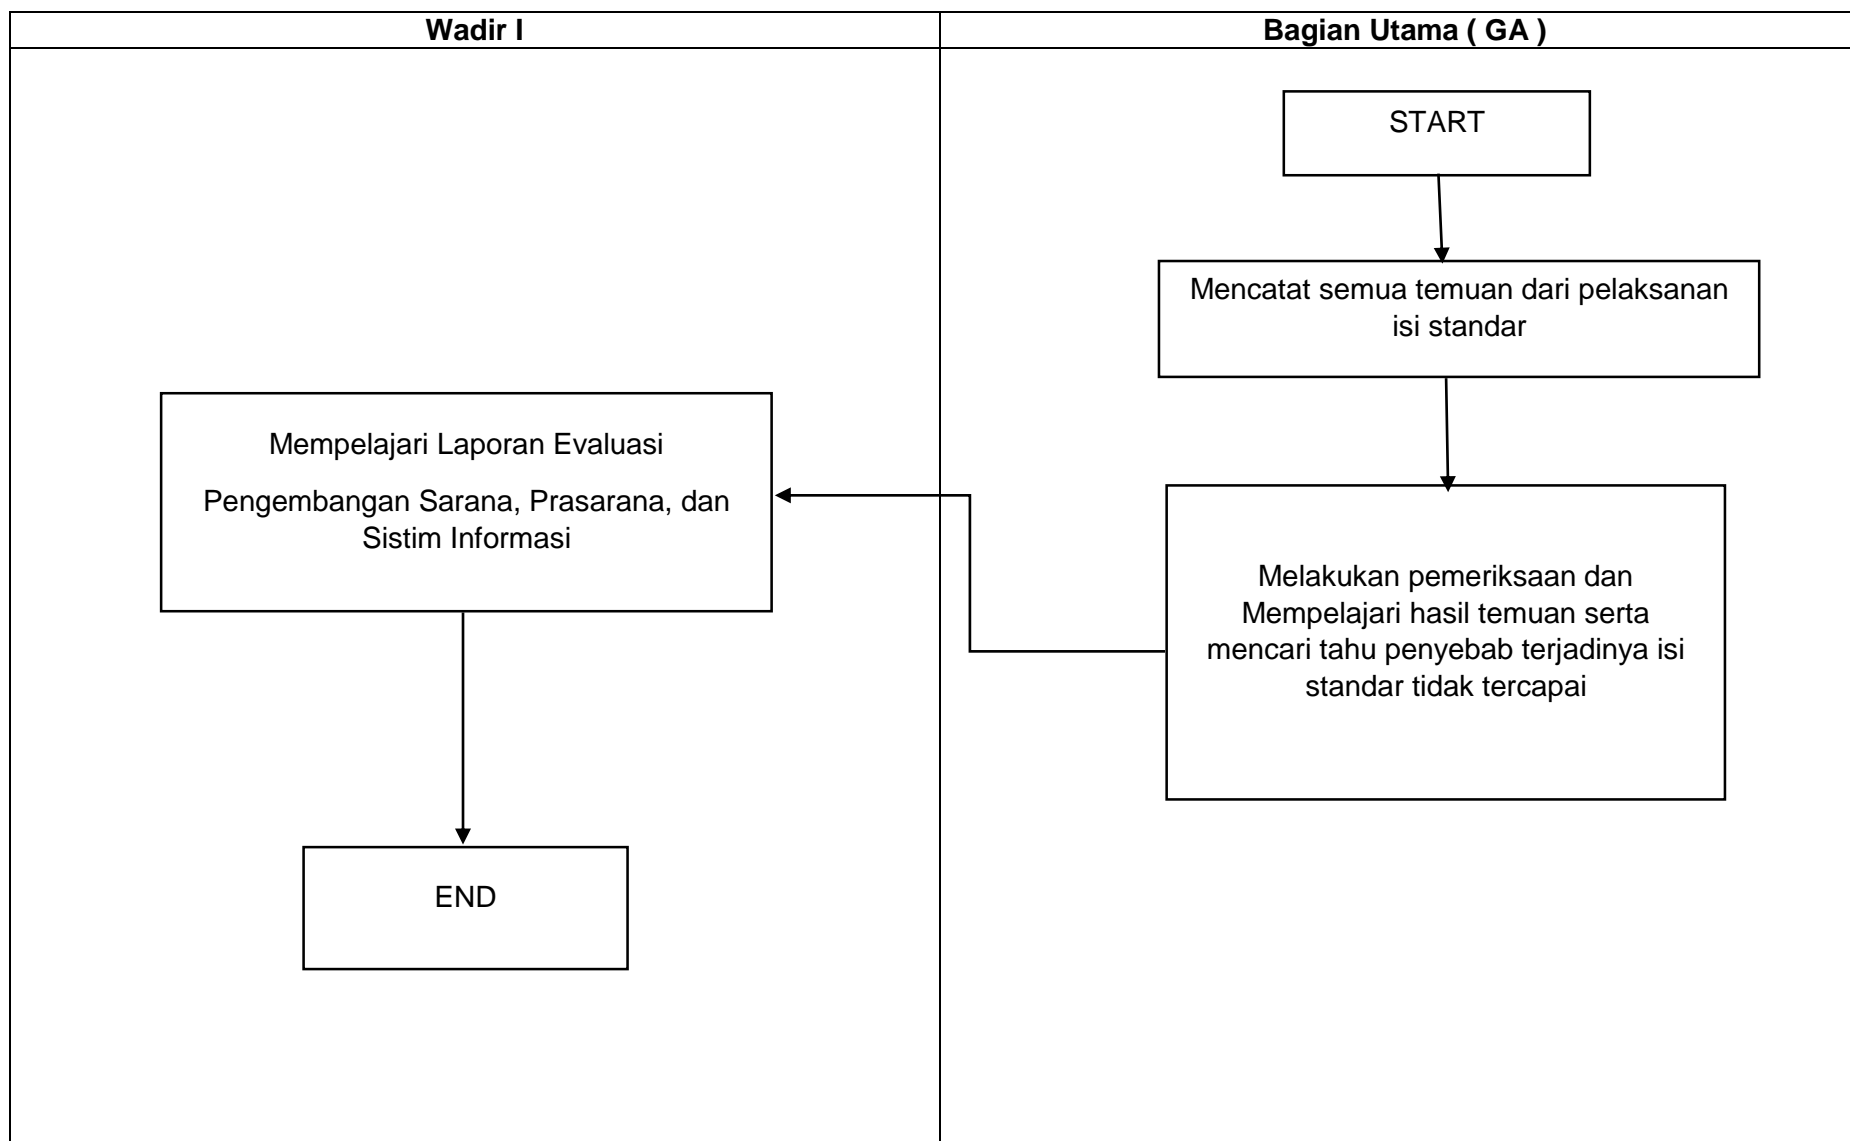 Wadir I
Bagian Utama ( GA )
START
Mencatat semua temuan dari pelaksanan
isi standar
Melakukan pemeriksaan dan
Mempelajari hasil temuan serta
mencari tahu penyebab terjadinya isi
standar tidak tercapai
Mempelajari Laporan Evaluasi
Pengembangan Sarana, Prasarana, dan
Sistim Informasi
END